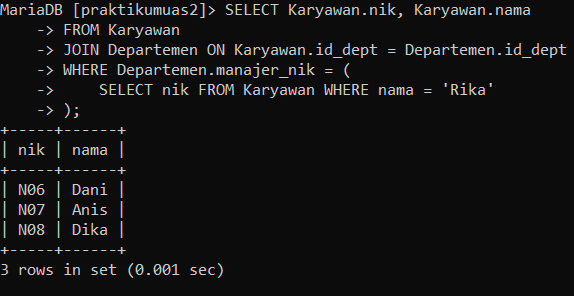 MariaDB [praktikumuas2]> SELECT Karyawan.nik, Karyawan.nama
    -> FROM Karyawan
    -> JOIN Departemen ON Karyawan.id_dept = Departemen.id_dept
    -> WHERE Departemen.manajer_nik = (
    ->     SELECT nik FROM Karyawan WHERE nama = 'Rika'
    -> );
+-----+------+
| nik | nama |
+-----+------+
| N06 | Dani |
| N07 | Anis |
| N08 | Dika |
+-----+------+
3 rows in set (0.001 sec)